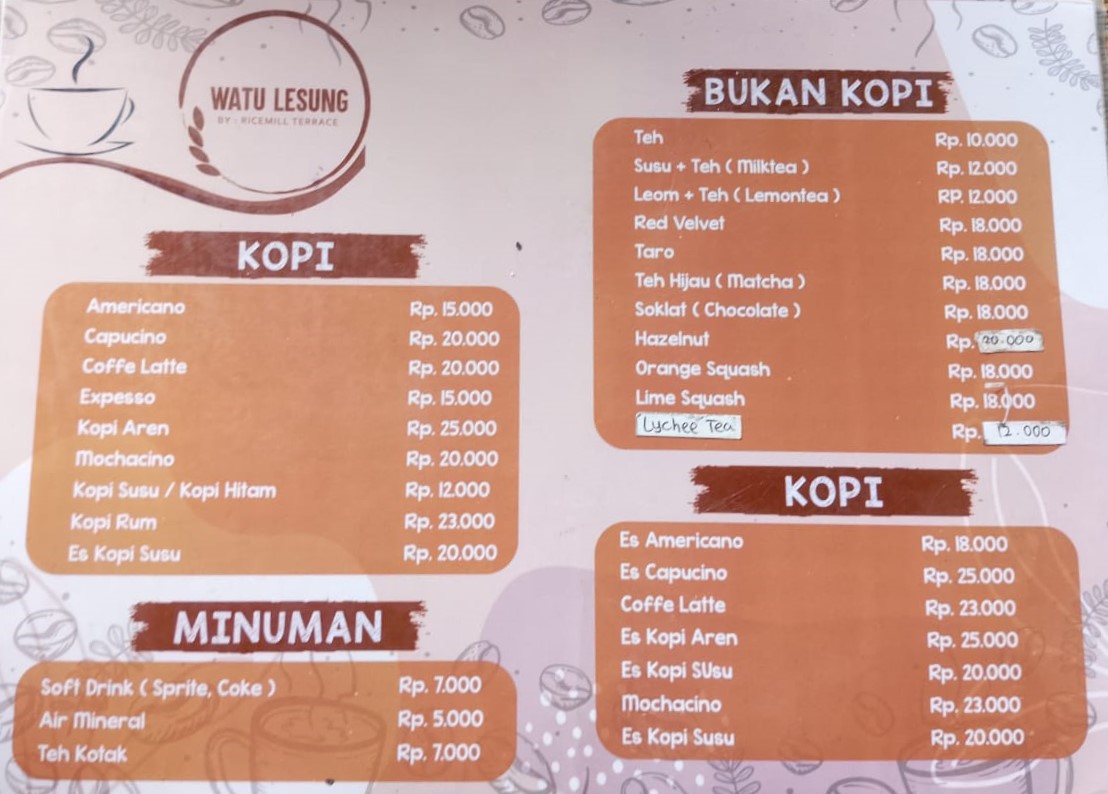 WATU LESUNG
BY : RICEMILL TERRACE
KOPI
Americano Rp. 15.000
Capucino Rp. 20.000
Coffe Latte Rp. 20.000
Expesso Rp. 15.000
Kopi Aren Rp. 25.000
Mochacino Rp. 20.000
Kopi Susu / Kopi Hitam Rp. 12.000
Kopi Rum Rp. 23.000
Es Kopi Susu Rp. 20.000
MINUMAN
Soft Drink ( Sprite, Coke ) Rp. 7.000
Air Mineral Rp. 5.000
Teh Kotak Rp. 7.000
BUKAN KOPI
Teh Rp. 10.000
Susu + Teh ( Milktea ) Rp. 12.000
Leom + Teh ( Lemontea ) RP. 12.000
Red Velvet Rp. 18.000
Taro Rp. 18.000
Teh Hijau ( Matcha ) Rp. 18.000
Soklat ( Chocolate ) Rp. 18.000
Hazelnut Rp. 20.000
Orange Squash Rp. 18.000
Lime Squash Rp. 18.000
Lychee Tea Rp. 12.000
KOPI
Es Americano Rp. 18.000
Es Capucino Rp. 25.000
Coffe Latte Rp. 23.000
Es Kopi Aren Rp. 25.000
Es Kopi SUsu Rp. 20.000
Mochacino Rp. 23.000
Es Kopi Susu Rp. 20.000